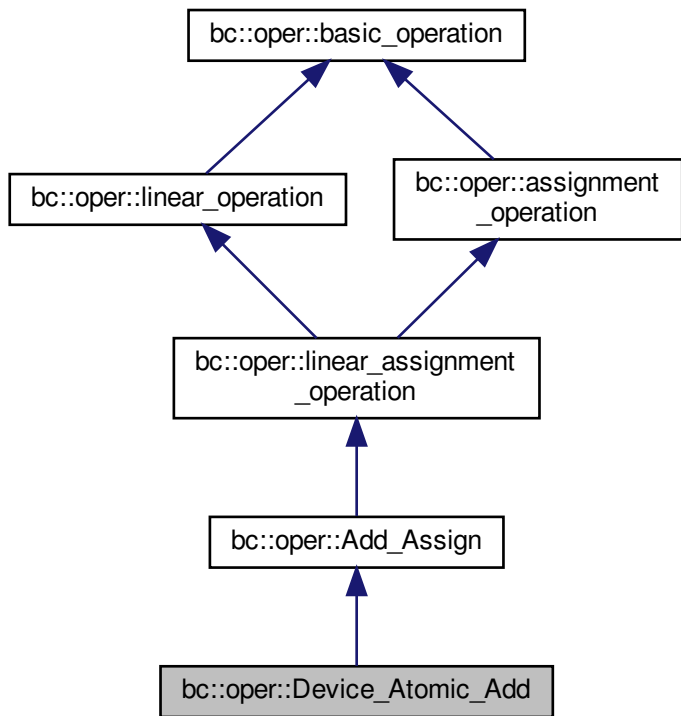 bc::oper::basic_operation
bc::oper::linear_operation
bc::oper::assignment
_operation
bc::oper::linear_assignment
_operation
bc::oper::Add_Assign
bc::oper::Device_Atomic_Add